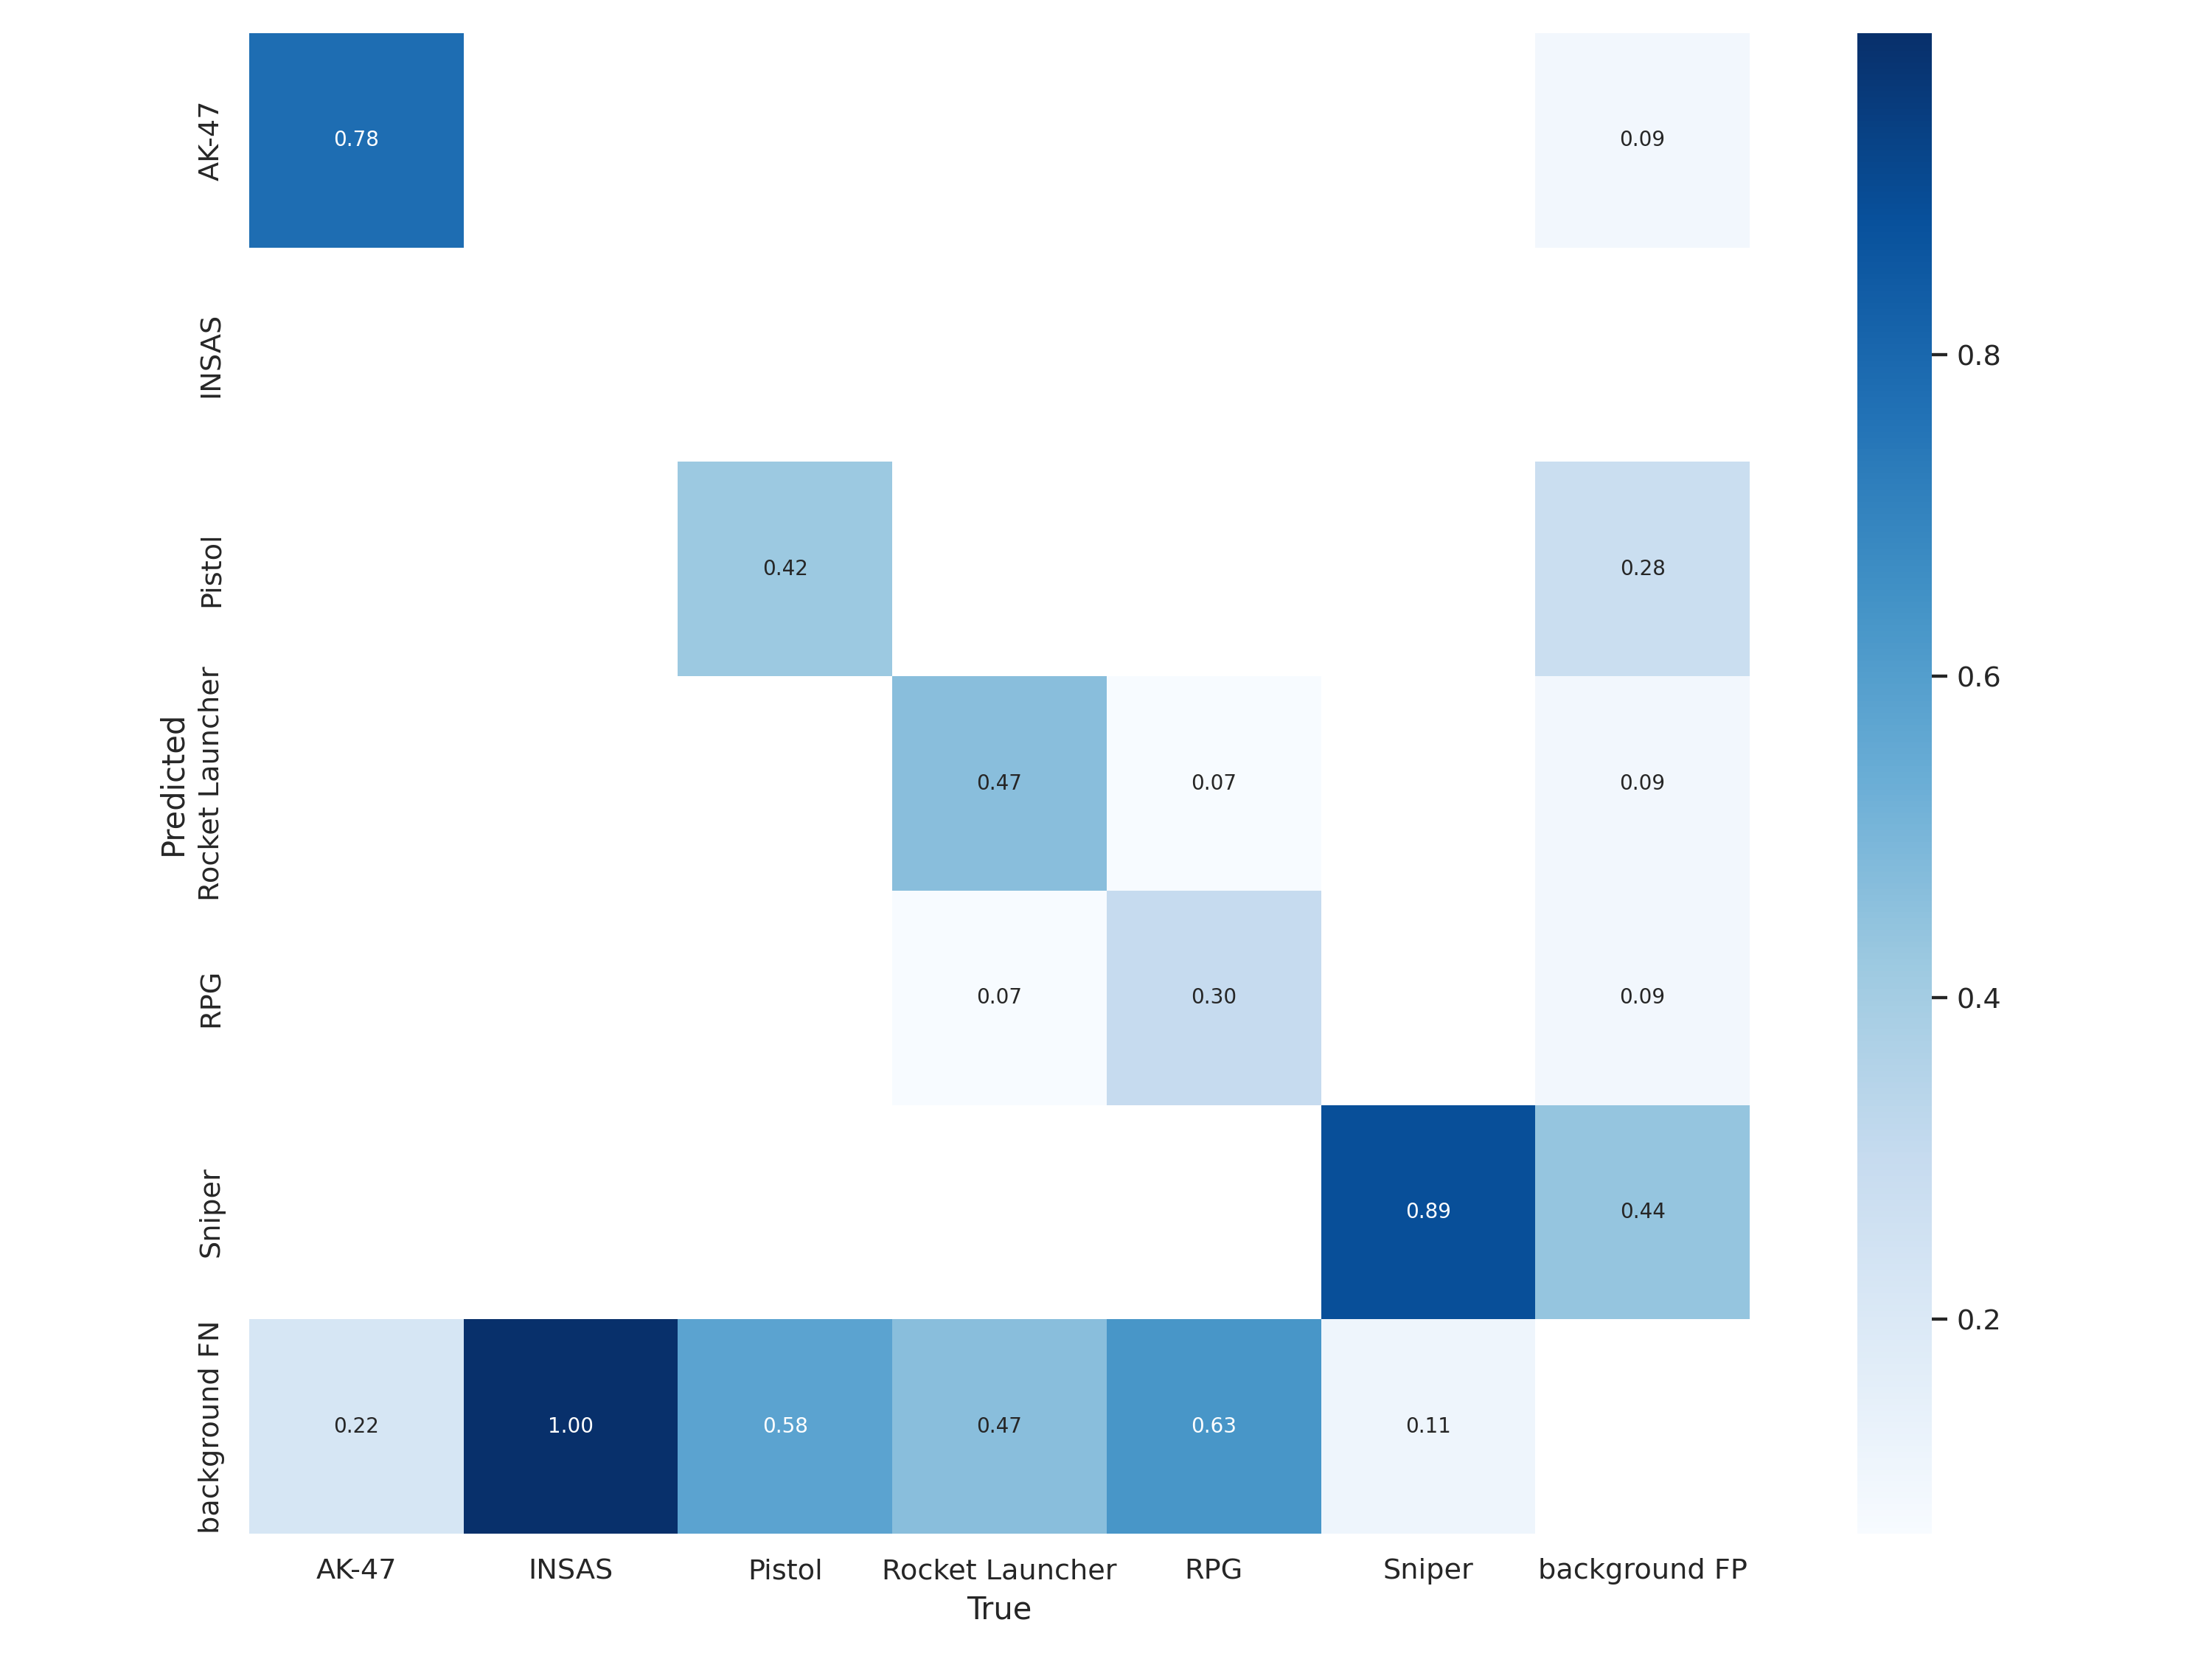 Predicted
AK-47
0.78
0.09
INSAS
Pistol
0.42
0.28
Rocket Launcher
0.47
0.07
0.09
RPG
0.07
0.30
0.09
Sniper
0.89
0.44
background FN
0.22
1.00
0.58
0.47
0.63
0.11
AK-47
INSAS
Pistol
Rocket Launcher
RPG
Sniper
background FP
True
0.8
0.6
0.4
0.2